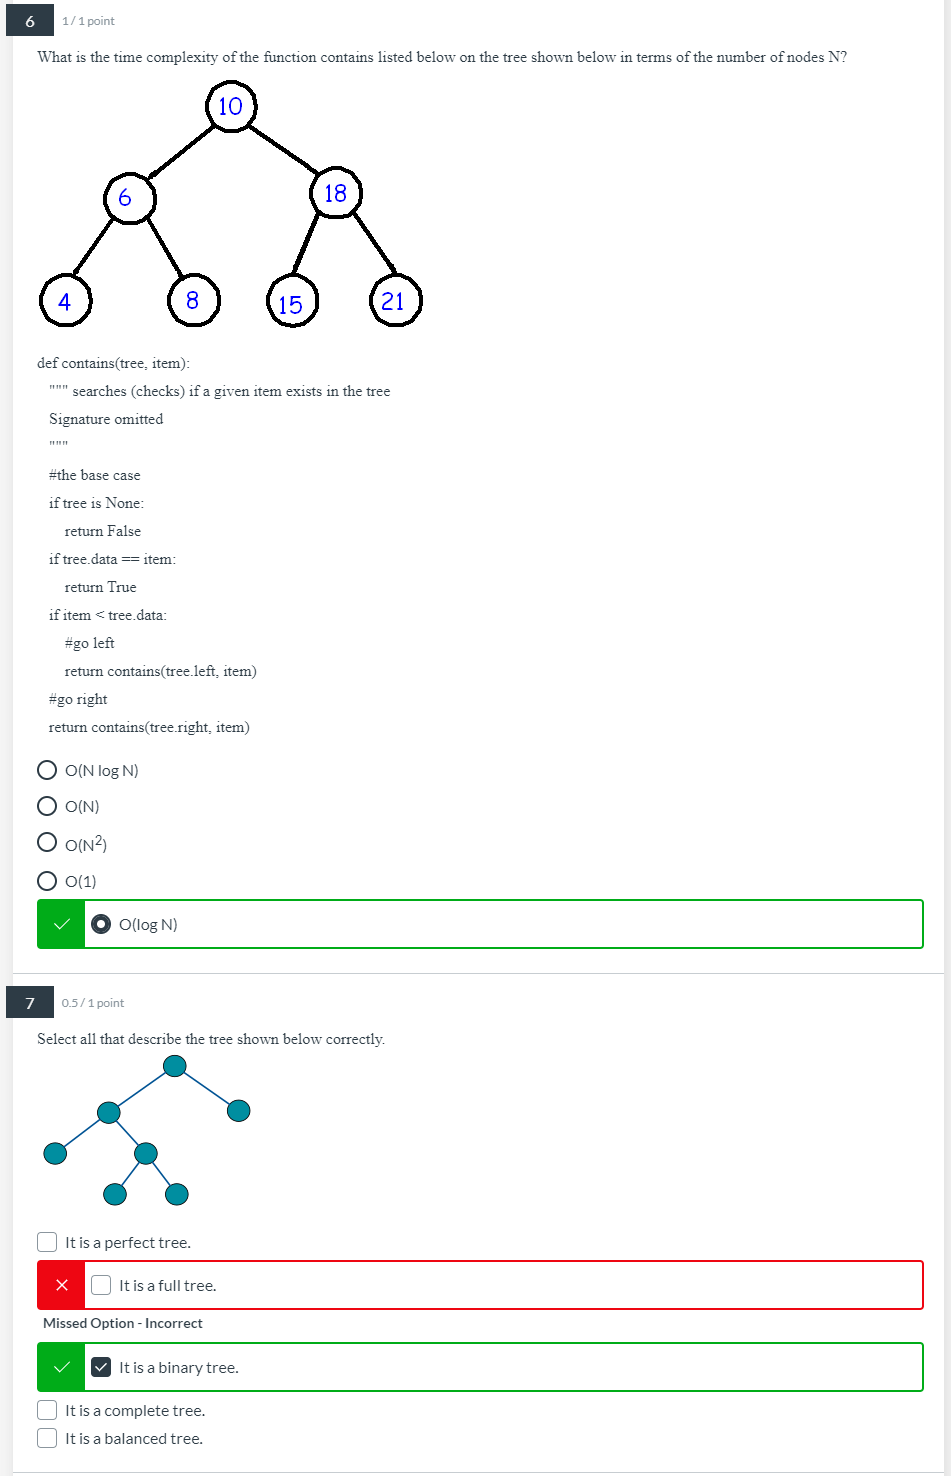 6
1 / 1 point
What is the time complexity of the function contains listed below on the tree shown below in terms of the number of nodes N?
10
6
18
4
8
15
21
def contains(tree, item):
""" searches (checks) if a given item exists in the tree
Signature omitted
"""
#the base case
if tree is None:
return False
if tree.data == item:
return True
if item < tree.data:
#go left
return contains(tree.left, item)
#go right
return contains(tree.right, item)
O(N log N)
O(N)
O(N²)
O(1)
O(log N)
7
0.5 / 1 point
Select all that describe the tree shown below correctly.
It is a perfect tree.
It is a full tree.
Missed Option - Incorrect
It is a binary tree.
It is a complete tree.
It is a balanced tree.